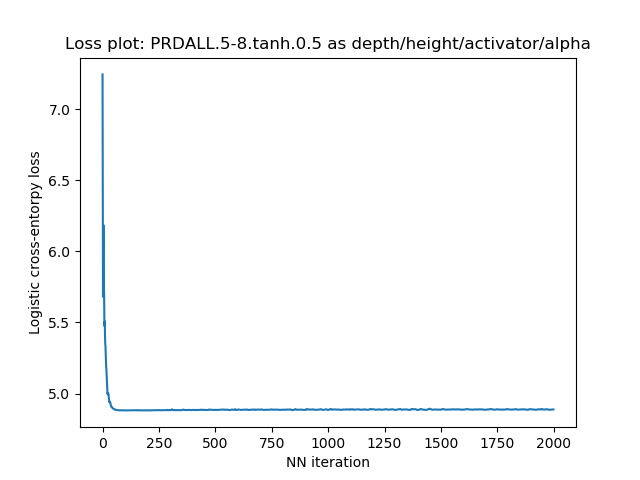 Loss plot: PRDALL.5-8.tanh.0.5 as depth/height/activator/alpha
Logistic cross-entorpy loss
7.0
6.5
6.0
5.5
5.0
0 250 500 750 1000 1250 1500 1750 2000
NN iteration